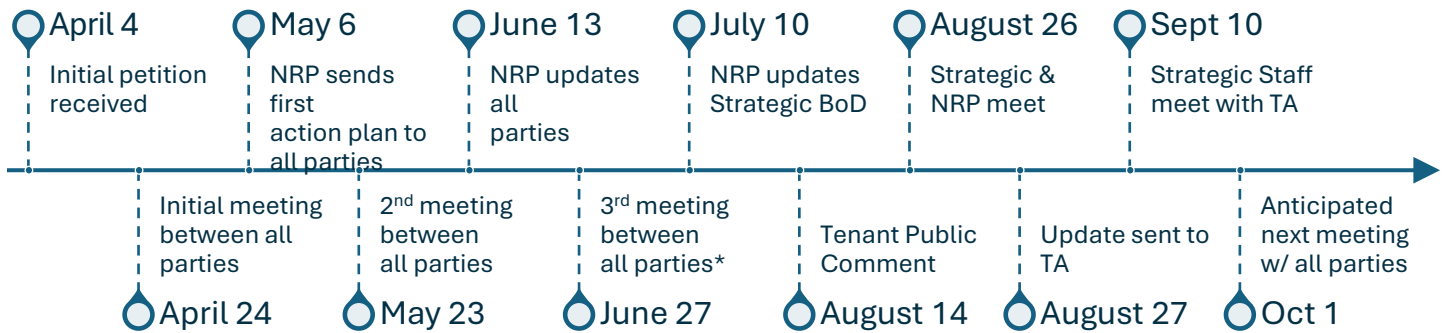 April 4
Initial petition
received
May 6
NRP sends
first
action plan to
all parties
June 13
NRP updates
all
parties
July 10
NRP updates
Strategic BoD
August 26
Strategic &
NRP meet
Sept 10
Strategic Staff
meet with TA
Initial meeting
between all
parties
April 24
2nd meeting
between
all parties
May 23
3rd meeting
between
all parties*
June 27
Tenant Public
Comment
August 14
Update sent to
TA
August 27
Anticipated
next meeting
w/ all parties
Oct 1